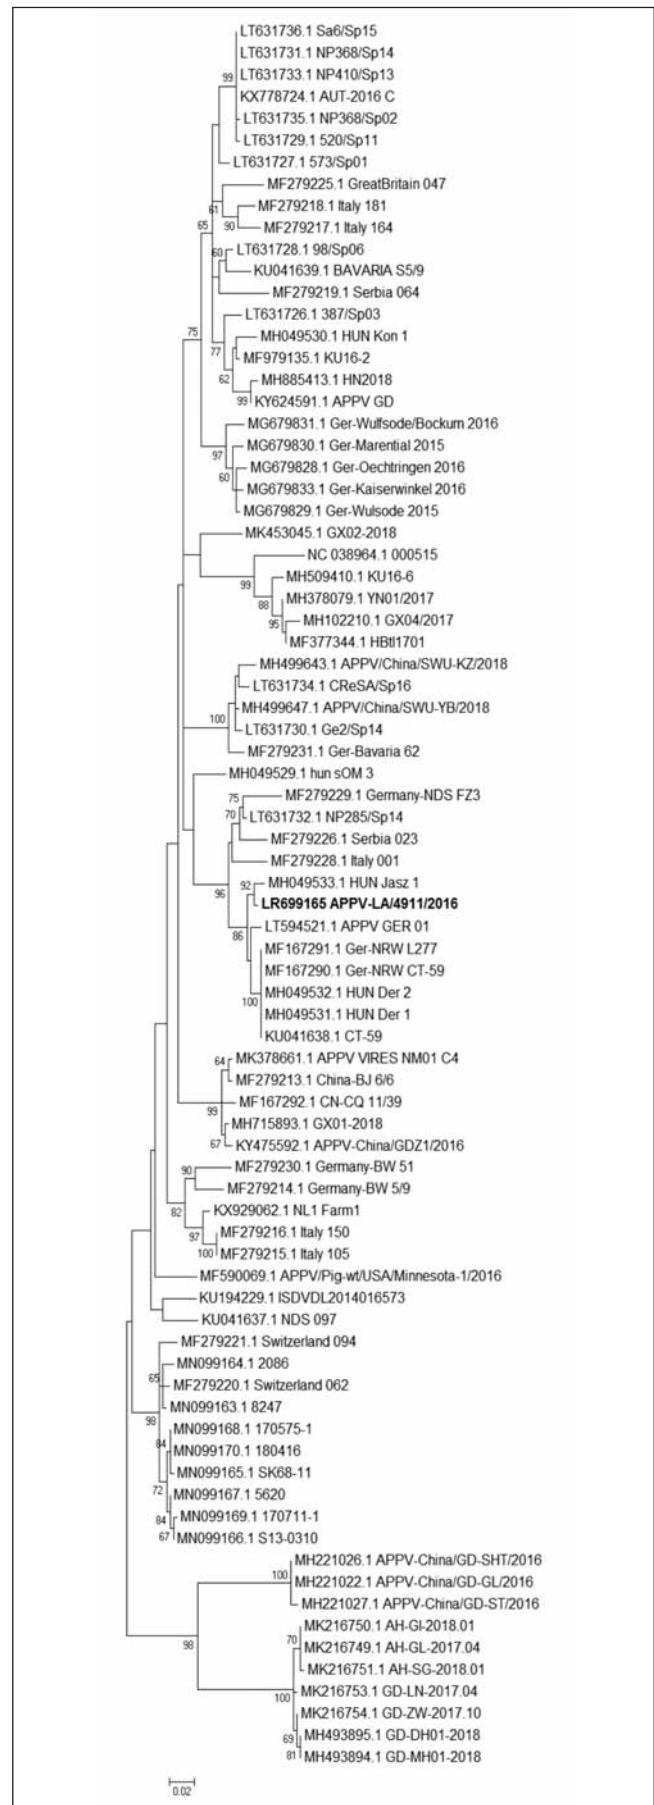 LT631736.1 Sa6/Sp15
LT631731.1 NP368/Sp14
LT631733.1 NP410/Sp13
99
KX778724.1 AUT-2016 C
LT631735.1 NP368/Sp02
LT631729.1 520/Sp11
LT631727.1 573/Sp01
MF279225.1 GreatBritain 047
61
MF279218.1 Italy 181
65
90
MF279217.1 Italy 164
60
LT631728.1 98/Sp06
KU041639.1 BAVARIA S5/9
MF279219.1 Serbia 064
LT631726.1 387/Sp03
75
MH049530.1 HUN Kon 1
77
MF979135.1 KU16-2
62
MH885413.1 HN2018
99
KY624591.1 APPV GD
MG679831.1 Ger-Wulfsode/Bockum 2016
MG679830.1 Ger-Marential 2015
97
MG679828.1 Ger-Oechtringen 2016
60
MG679833.1 Ger-Kaiserwinkel 2016
MG679829.1 Ger-Wulsode 2015
MK453045.1 GX02-2018
NC 038964.1 000515
99
MH509410.1 KU16-6
88
MH378079.1 YN01/2017
95
MH102210.1 GX04/2017
MF377344.1 HBtl1701
MH499643.1 APPV/China/SWU-KZ/2018
LT631734.1 CReSA/Sp16
MH499647.1 APPV/China/SWU-YB/2018
100
LT631730.1 Ge2/Sp14
MF279231.1 Ger-Bavaria 62
MH049529.1 hun sOM 3
75
MF279229.1 Germany-NDS FZ3
70
LT631732.1 NP285/Sp14
MF279226.1 Serbia 023
MF279228.1 Italy 001
92
MH049533.1 HUN Jasz 1
96
LR699165 APPV-LA/4911/2016
86
LT594521.1 APPV GER 01
MF167291.1 Ger-NRW L277
MF167290.1 Ger-NRW CT-59
100
MH049532.1 HUN Der 2
MH049531.1 HUN Der 1
KU041638.1 CT-59
64
MK378661.1 APPV VIRES NM01 C4
MF279213.1 China-BJ 6/6
MF167292.1 CN-CQ 11/39
99
MH715893.1 GX01-2018
67
KY475592.1 APPV-China/GDZ1/2016
90
MF279230.1 Germany-BW 51
MF279214.1 Germany-BW 5/9
82
KX929062.1 NL1 Farm1
97
MF279216.1 Italy 150
100
MF279215.1 Italy 105
MF590069.1 APPV/Pig-wt/USA/Minnesota-1/2016
KU194229.1 ISDVDL2014016573
KU041637.1 NDS 097
MF279221.1 Switzerland 094
MN099164.1 2086
65
MF279220.1 Switzerland 062
MN099163.1 8247
98
MN099168.1 170575-1
84
MN099170.1 180416
MN099165.1 SK68-11
72
MN099167.1 5620
84
MN099169.1 170711-1
67
MN099166.1 S13-0310
MH221026.1 APPV-China/GD-SHT/2016
100
MH221022.1 APPV-China/GD-GL/2016
MH221027.1 APPV-China/GD-ST/2016
MK216750.1 AH-GI-2018.01
98
70
MK216749.1 AH-GL-2017.04
MK216751.1 AH-SG-2018.01
100
MK216753.1 GD-LN-2017.04
MK216754.1 GD-ZW-2017.10
69
MH493895.1 GD-DH01-2018
81
MH493894.1 GD-MH01-2018
0.02